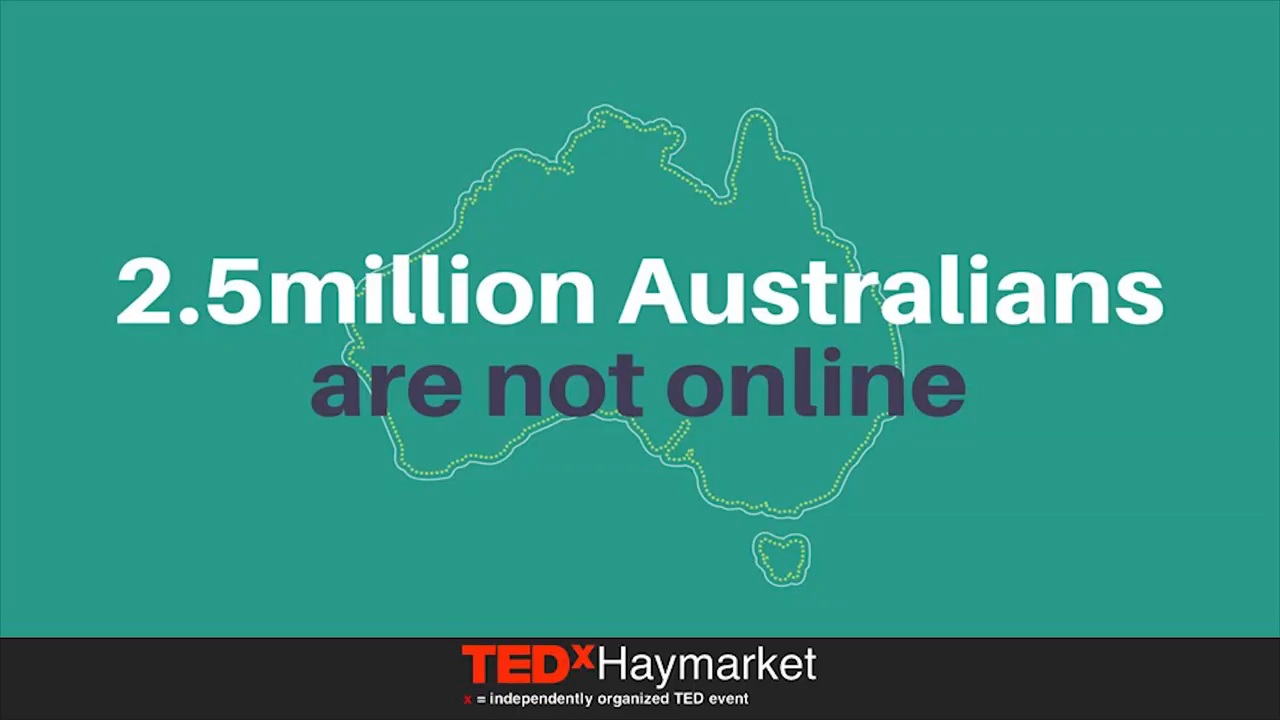 2.5million Australians
are not online
TEDxHaymarket
x = independently organized TED event